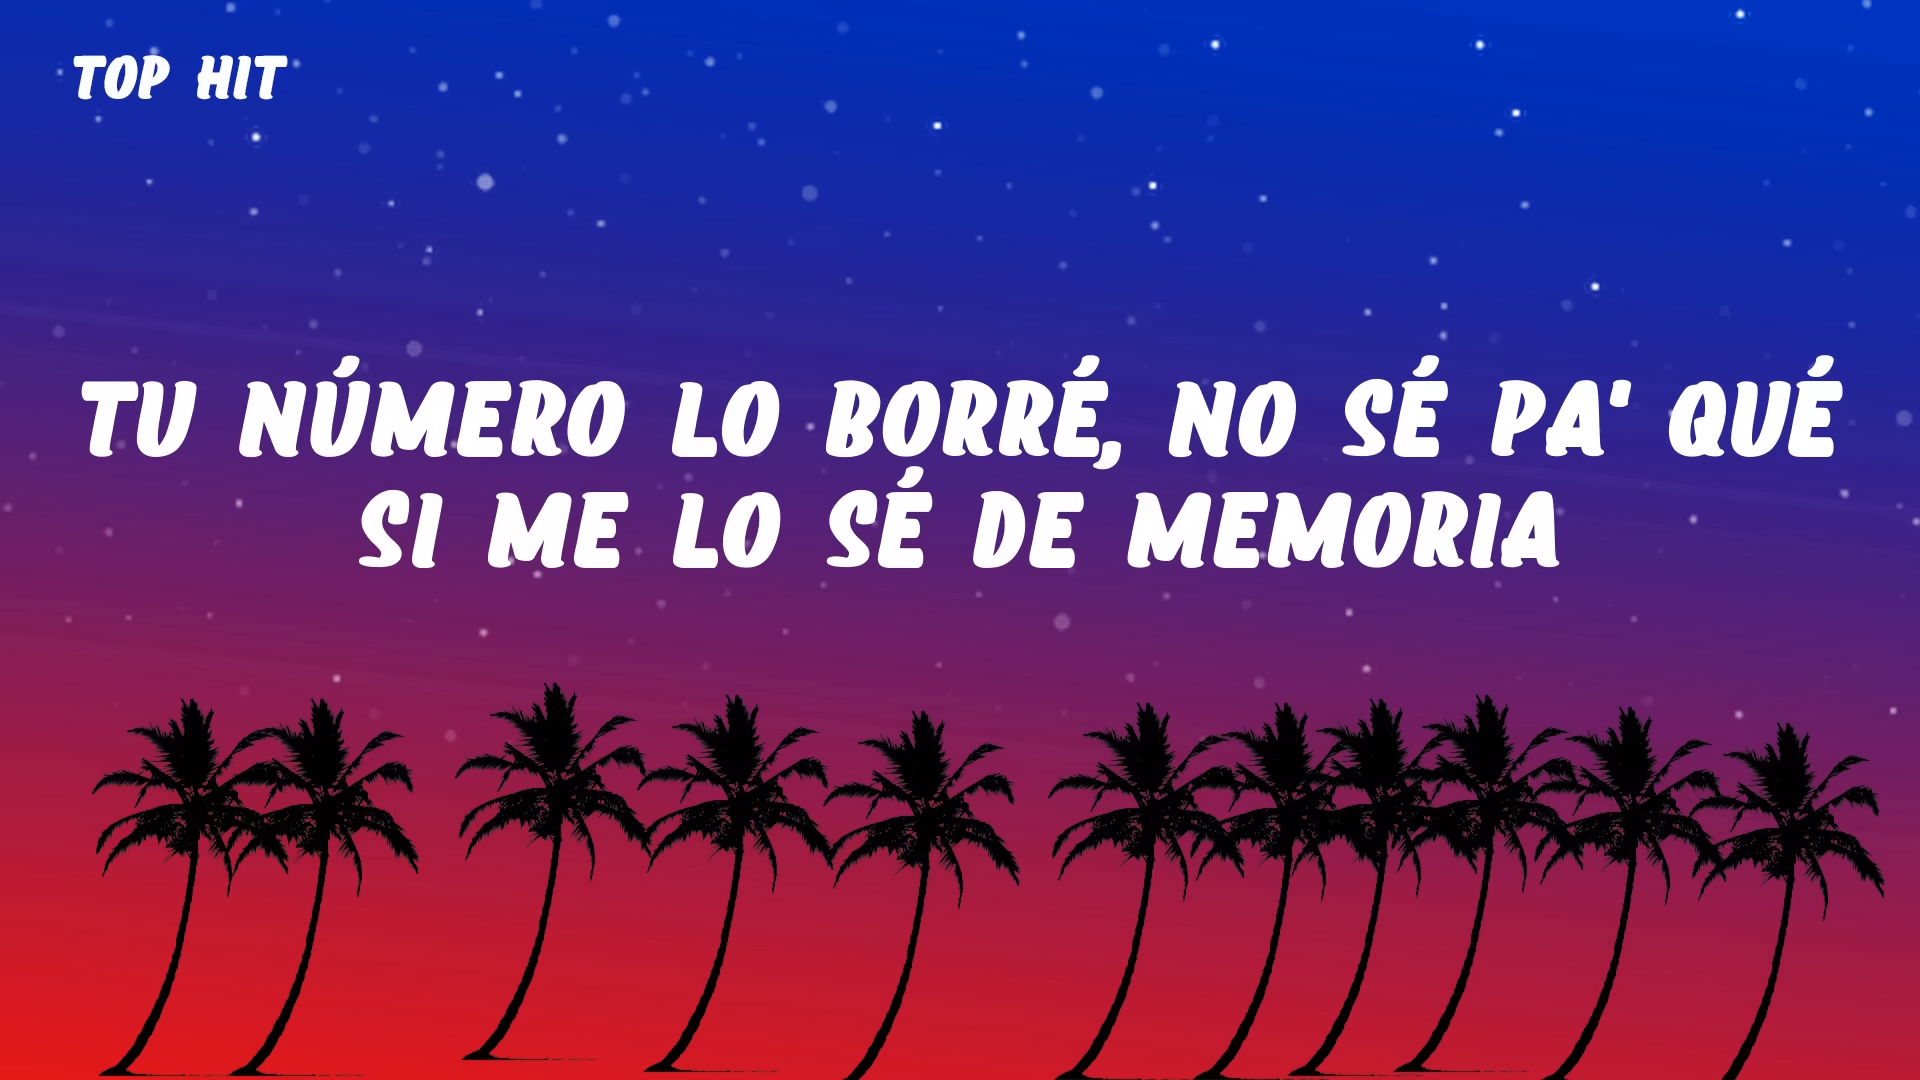 TOP HIT
TU NÚMERO LO BORRÉ, NO SÉ PA' QUÉ
SI ME LO SÉ DE MEMORIA